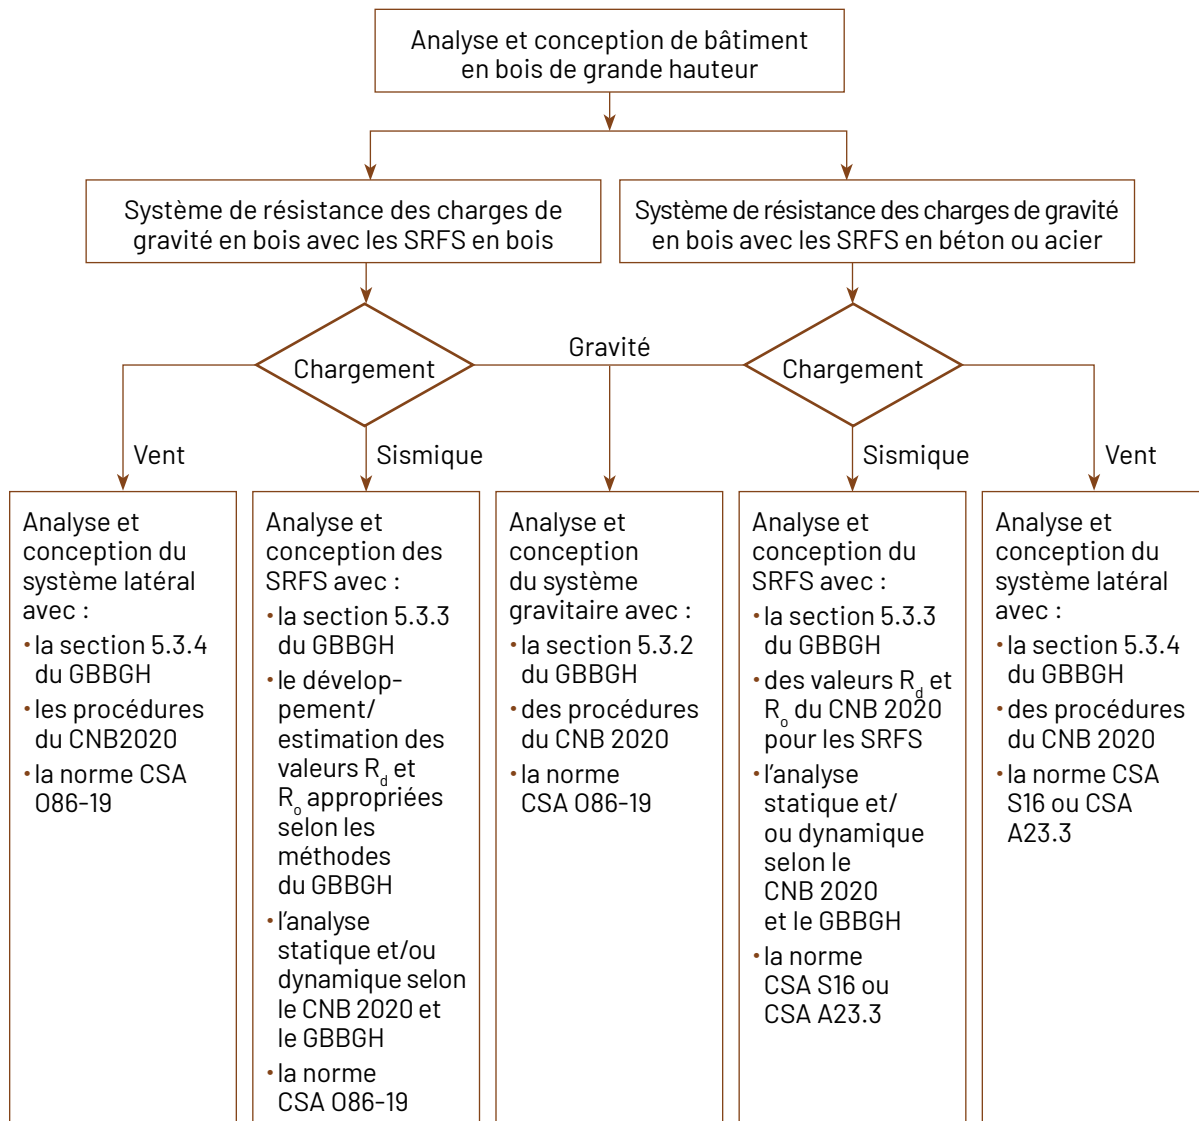 Analyse et conception de bâtiment
en bois de grande hauteur
Système de résistance des charges de
gravité en bois avec les SRFS en bois
Système de résistance des charges de gravité
en bois avec les SRFS en béton ou acier
Chargement
Gravité
Chargement
Vent
Sismique
Sismique
Vent
Analyse et
conception du
système latéral
avec :
• la section 5.3.4
du GBBGH
• les procédures
du CNB2020
• la norme CSA
O86-19
Analyse et
conception des
SRFS avec :
• la section 5.3.3
du GBBGH
• le dévelop-
pement/
estimation des
valeurs Rd et
Ro appropriées
selon les
méthodes
du GBBGH
• l’analyse
statique et/ou
dynamique selon
le CNB 2020 et
le GBBGH
• la norme
CSA O86-19
Analyse et
conception
du système
gravitaire avec :
• la section 5.3.2
du GBBGH
• des procédures
du CNB 2020
• la norme
CSA O86-19
Analyse et
conception du
SRFS avec :
• la section 5.3.3
du GBBGH
• des valeurs Rd et
Ro du CNB 2020
pour les SRFS
• l’analyse
statique et/
ou dynamique
selon le
CNB 2020
et le GBBGH
• la norme
CSA S16 ou
CSA A23.3
Analyse et
conception du
système latéral
avec :
• la section 5.3.4
du GBBGH
• des procédures
du CNB 2020
• la norme CSA
S16 ou CSA
A23.3